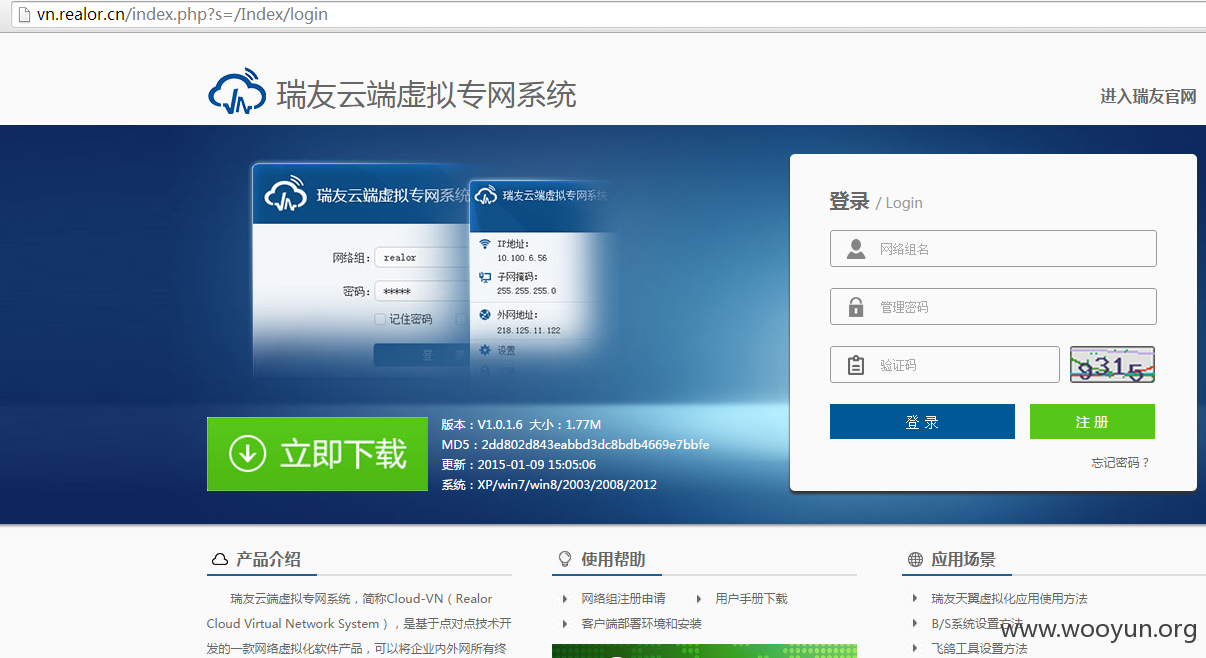 vn.realor.cn/index.php?s=/Index/login
瑞友云端虚拟专网系统
进入瑞友官网
瑞友云端虚拟专网系统
瑞友云端虚拟专网系统
网络组: realor
密码: *****
记住密码
登 录
IP地址:
10.100.6.56
子网掩码:
255.255.255.0
外网地址:
218.125.11.122
设置
登录 / Login
网络组名
管理密码
验证码
9315
登 录
注 册
忘记密码 ?
立即下载
版本：V1.0.1.6 大小：1.77M
MD5：2dd802d843eabbd3dc8bdb4669e7bbfe
更新：2015-01-09 15:05:06
系统：XP/win7/win8/2003/2008/2012
产品介绍
瑞友云端虚拟专网系统，简称Cloud-VN（ Realor
Cloud Virtual Network System ），是基于点对点技术开
发的一款网络虚拟化软件产品，可以将企业内外网所有终
使用帮助
网络组注册申请
用户手册下载
客户端部署环境和安装
应用场景
瑞友天翼虚拟化应用使用方法
B/S系统设置方法
飞鸽工具设置方法
www.wooyun.org